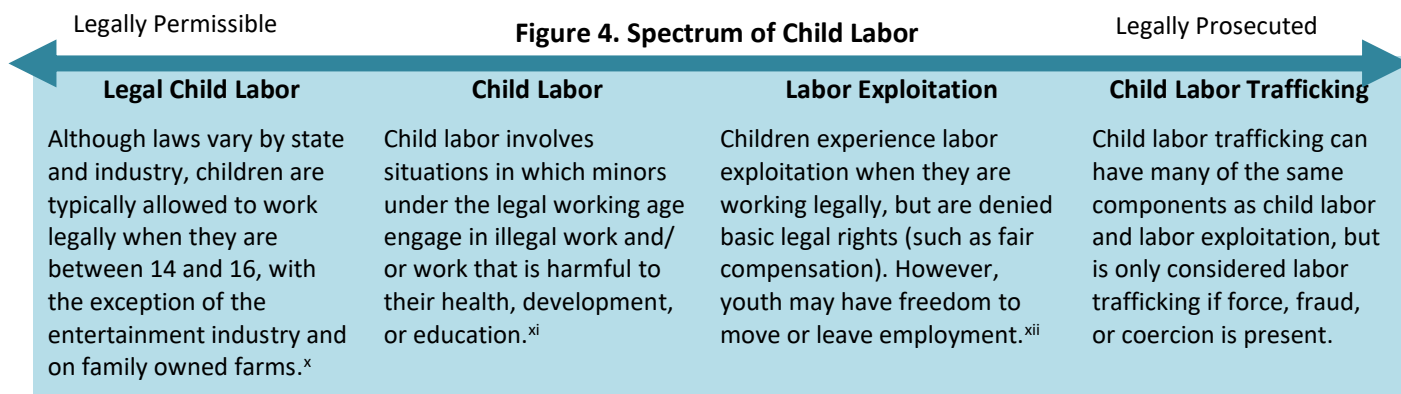 Legally Permissible
Figure 4. Spectrum of Child Labor
Legally Prosecuted
Legal Child Labor
Although laws vary by state
and industry, children are
typically allowed to work
legally when they are
between 14 and 16, with
the exception of the
entertainment industry and
on family owned farms.ˣ
Child Labor
Child labor involves
situations in which minors
under the legal working age
engage in illegal work and/
or work that is harmful to
their health, development,
or education.ˣⁱ
Labor Exploitation
Children experience labor
exploitation when they are
working legally, but are denied
basic legal rights (such as fair
compensation). However,
youth may have freedom to
move or leave employment.ˣⁱⁱ
Child Labor Trafficking
Child labor trafficking can
have many of the same
components as child labor
and labor exploitation, but
is only considered labor
trafficking if force, fraud,
or coercion is present.